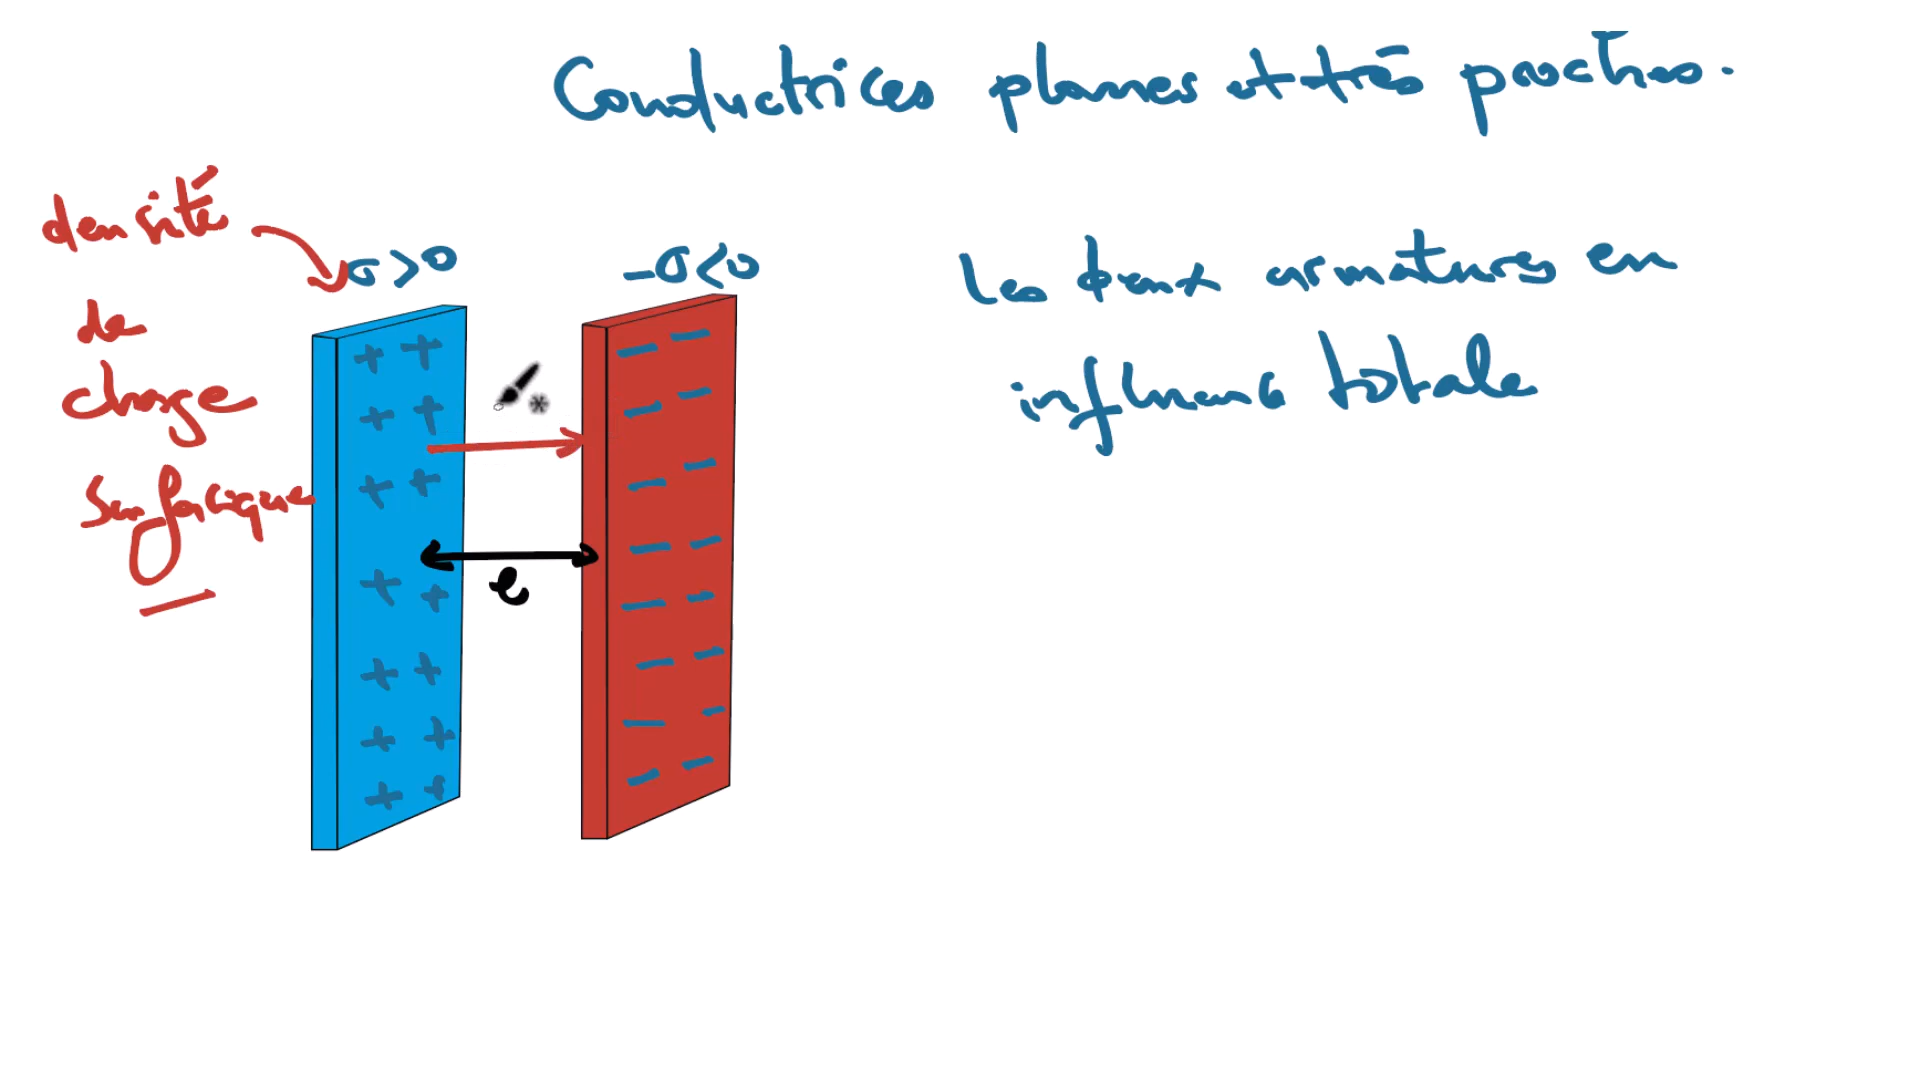 Conductrices planes et très proches.
densité
de
charge
surfacique
σ>0
-σ<0
e
Les deux armatures en
influence totale